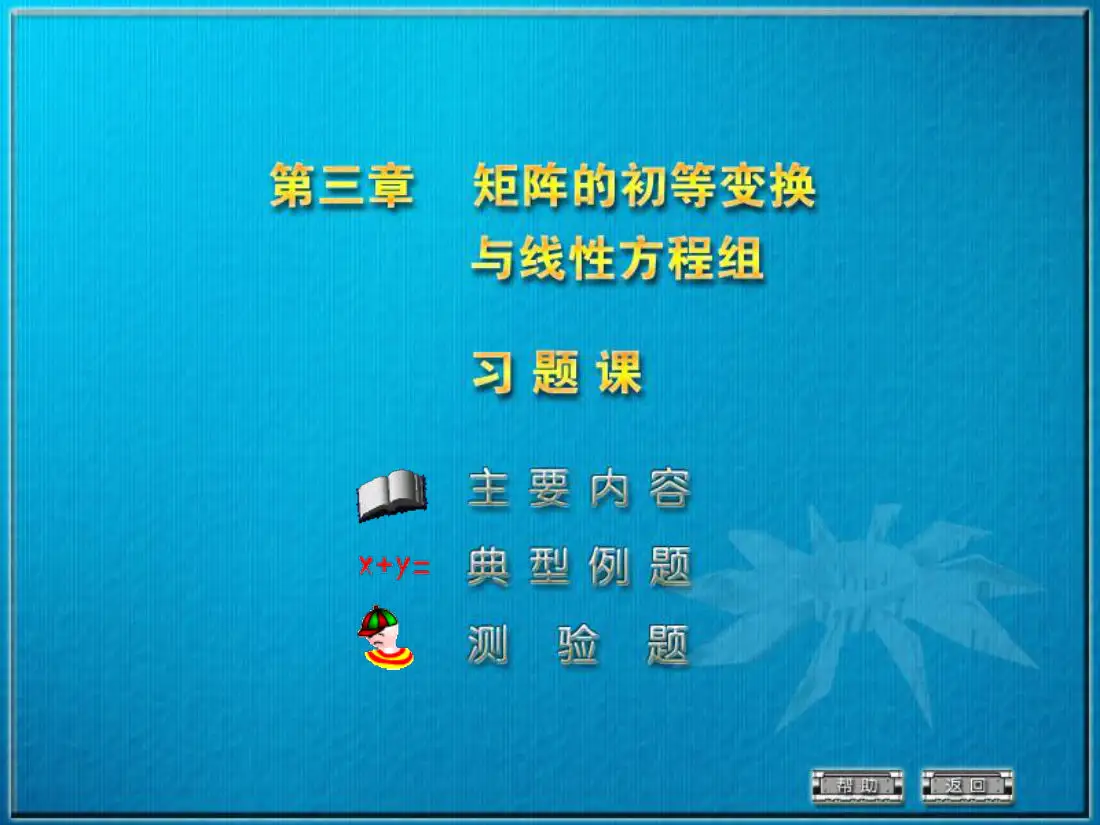 第三章 矩阵的初等变换
与线性方程组
习题课
主要内容
x+y= 典型例题
测验题
帮助 返回